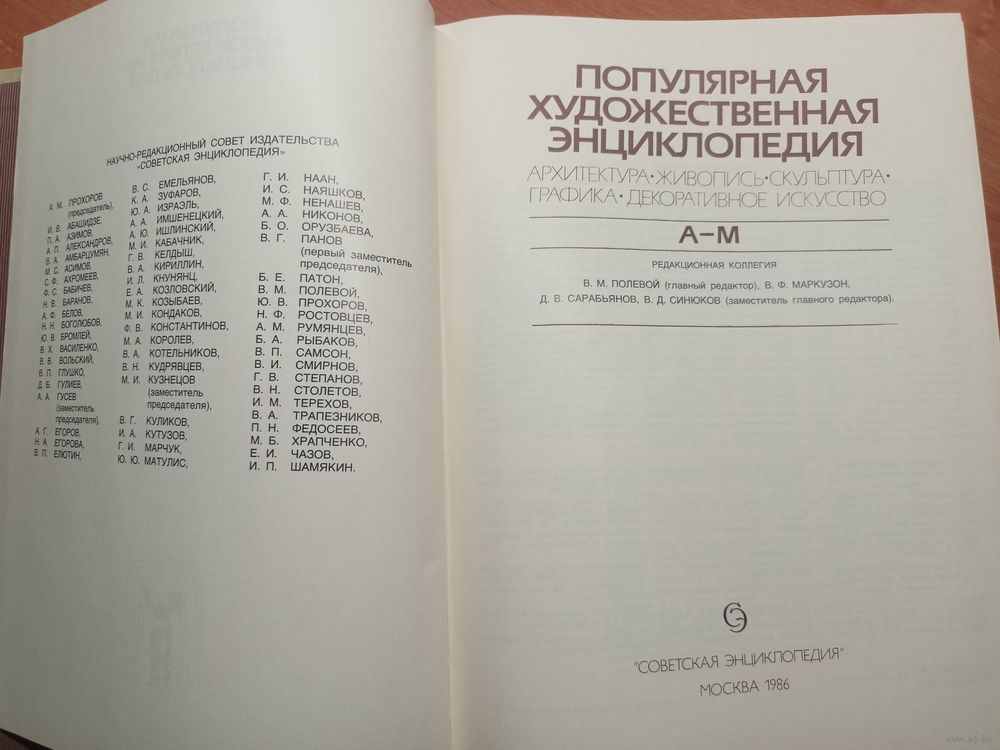 НАУЧНО-РЕДАКЦИОННЫЙ СОВЕТ ИЗДАТЕЛЬСТВА
«СОВЕТСКАЯ ЭНЦИКЛОПЕДИЯ»
А. М. ПРОХОРОВ
(председатель),
И. В. АБАШИДЗЕ,
П. А. АЗИМОВ,
А. П. АЛЕКСАНДРОВ,
В. А. АМБАРЦУМЯН,
М. С. АСИМОВ,
С. Ф. АХРОМЕЕВ,
Ф. С. БАБИЧЕВ,
Н. В. БАРАНОВ,
А. Ф. БЕЛОВ,
Н. Н. БОГОЛЮБОВ,
Ю. В. БРОМЛЕЙ,
В. Х. ВАСИЛЕНКО,
В. В. ВОЛЬСКИЙ,
В. П. ГЛУШКО,
Д. Б. ГУЛИЕВ,
А. А. ГУСЕВ
(заместитель
председателя),
А. Г. ЕГОРОВ,
Н. А. ЕГОРОВА,
В. П. ЕЛЮТИН,
В. С. ЕМЕЛЬЯНОВ,
К. А. ЗУФАРОВ,
Ю. А. ИЗРАЭЛЬ,
А. А. ИМШЕНЕЦКИЙ,
А. Ю. ИШЛИНСКИЙ,
М. И. КАБАЧНИК,
Г. В. КЕЛДЫШ,
В. А. КИРИЛЛИН,
И. Л. КНУНЯНЦ,
Е. А. КОЗЛОВСКИЙ,
М. К. КОЗЫБАЕВ,
М. И. КОНДАКОВ,
Ф. В. КОНСТАНТИНОВ,
М. А. КОРОЛЕВ,
В. А. КОТЕЛЬНИКОВ,
В. Н. КУДРЯВЦЕВ,
М. И. КУЗНЕЦОВ
(заместитель
председателя),
В. Г. КУЛИКОВ,
И. А. КУТУЗОВ,
Г. И. МАРЧУК,
Ю. Ю. МАТУЛИС,
Г. И. НААН,
И. С. НАЯШКОВ,
М. Ф. НЕНАШЕВ,
А. А. НИКОНОВ,
Б. О. ОРУЗБАЕВА,
В. Г. ПАНОВ
(первый заместитель
председателя),
Б. Е. ПАТОН,
В. М. ПОЛЕВОЙ,
Ю. В. ПРОХОРОВ,
Н. Ф. РОСТОВЦЕВ,
А. М. РУМЯНЦЕВ,
Б. А. РЫБАКОВ,
В. П. САМСОН,
В. И. СМИРНОВ,
Г. В. СТЕПАНОВ,
В. Н. СТОЛЕТОВ,
И. М. ТЕРЕХОВ,
В. А. ТРАПЕЗНИКОВ,
П. Н. ФЕДОСЕЕВ,
М. Б. ХРАПЧЕНКО,
Е. И. ЧАЗОВ,
И. П. ШАМЯКИН.
ПОПУЛЯРНАЯ
ХУДОЖЕСТВЕННАЯ
ЭНЦИКЛОПЕДИЯ
АРХИТЕКТУРА·ЖИВОПИСЬ·СКУЛЬПТУРА·
ГРАФИКА·ДЕКОРАТИВНОЕ ИСКУССТВО
А–М
РЕДАКЦИОННАЯ КОЛЛЕГИЯ
В. М. ПОЛЕВОЙ (главный редактор), В. Ф. МАРКУЗОН,
Д. В. САРАБЬЯНОВ, В. Д. СИНЮКОВ (заместитель главного редактора).
СЭ
"СОВЕТСКАЯ ЭНЦИКЛОПЕДИЯ"
МОСКВА 1986
www.ay.by